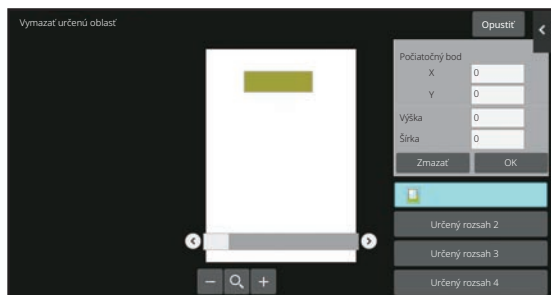 Vymazať určenú oblasť
Opustiť
Počiatočný bod
X 0
Y 0
Výška 0
Šírka 0
Zmazať OK
Určený rozsah 2
Určený rozsah 3
Určený rozsah 4